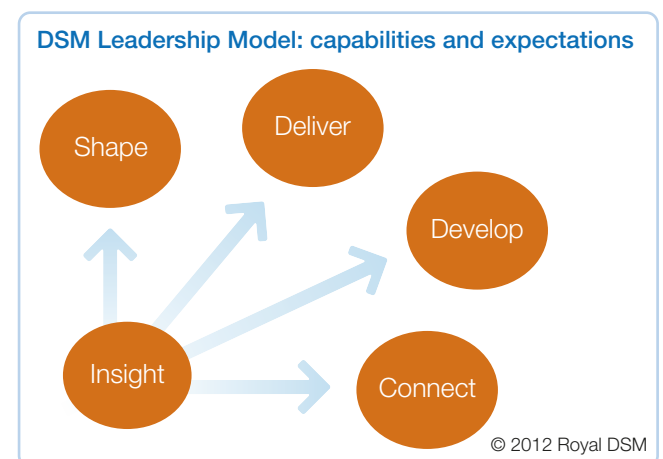 DSM Leadership Model: capabilities and expectations
Deliver
Shape
Develop
Insight
Connect
© 2012 Royal DSM